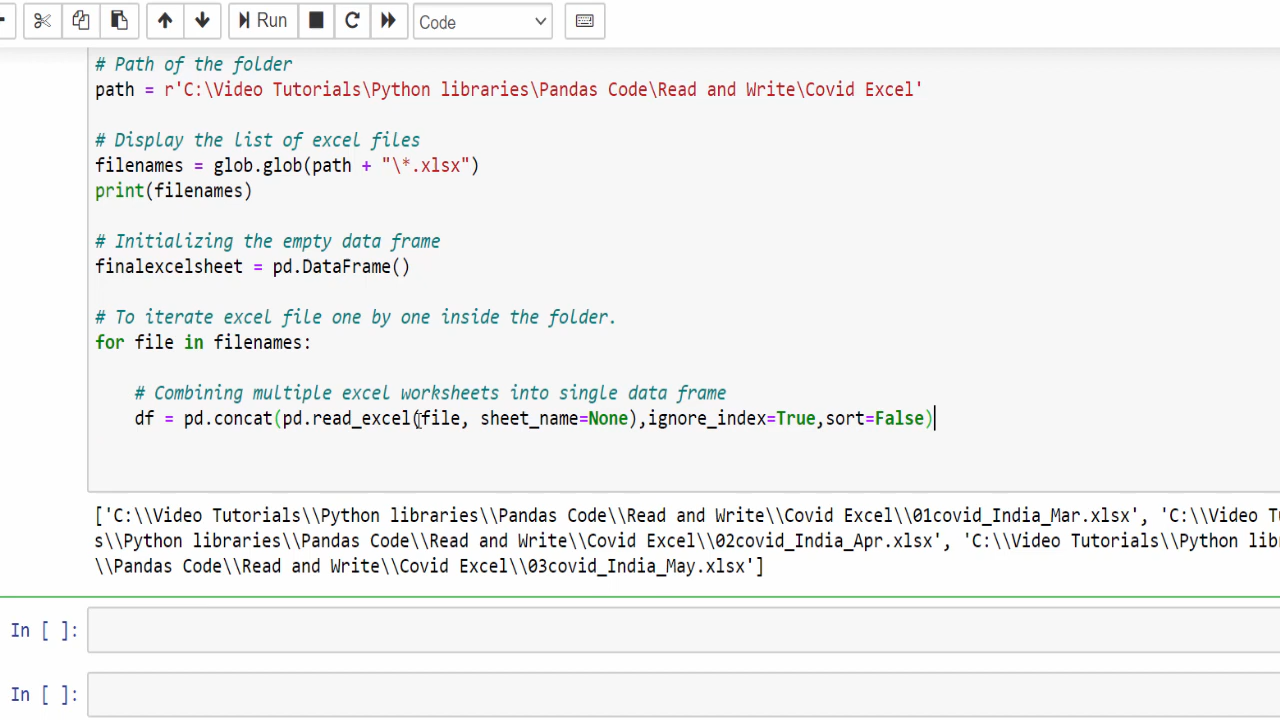 Run
Code
# Path of the folder
path = r'C:\Video Tutorials\Python libraries\Pandas Code\Read and Write\Covid Excel'
# Display the list of excel files
filenames = glob.glob(path + "\*.xlsx")
print(filenames)
# Initializing the empty data frame
finalexcelsheet = pd.DataFrame()
# To iterate excel file one by one inside the folder.
for file in filenames:
# Combining multiple excel worksheets into single data frame
df = pd.concat(pd.read_excel(file, sheet_name=None),ignore_index=True,sort=False)
['C:\\Video Tutorials\\Python libraries\\Pandas Code\\Read and Write\\Covid Excel\\01covid_India_Mar.xlsx', 'C:\\Video Tu
s\\Python libraries\\Pandas Code\\Read and Write\\Covid Excel\\02covid_India_Apr.xlsx', 'C:\\Video Tutorials\\Python lib
\\Pandas Code\\Read and Write\\Covid Excel\\03covid_India_May.xlsx']
In [ ]:
In [ ]: